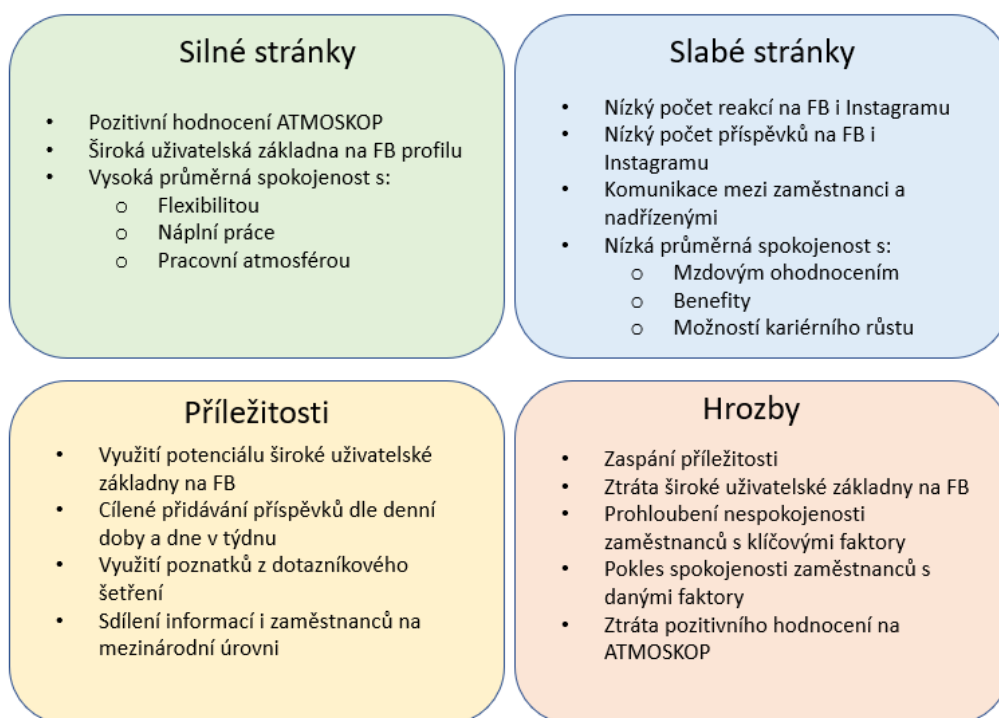 Silné stránky
• Pozitivní hodnocení ATMOSKOP
• Široká uživatelská základna na FB profilu
• Vysoká průměrná spokojenost s:
o Flexibilitou
o Náplní práce
o Pracovní atmosférou
Slabé stránky
• Nízký počet reakcí na FB i Instagramu
• Nízký počet příspěvků na FB i
Instagramu
• Komunikace mezi zaměstnanci a
nadřízenými
• Nízká průměrná spokojenost s:
o Mzdovým ohodnocením
o Benefity
o Možností kariérního růstu
Příležitosti
• Využití potenciálu široké uživatelské
základny na FB
• Cílené přidávání příspěvků dle denní
doby a dne v týdnu
• Využití poznatků z dotazníkového
šetření
• Sdílení informací i zaměstnanců na
mezinárodní úrovni
Hrozby
• Zaspání příležitosti
• Ztráta široké uživatelské základny na FB
• Prohloubení nespokojenosti
zaměstnanců s klíčovými faktory
• Pokles spokojenosti zaměstnanců s
danými faktory
• Ztráta pozitivního hodnocení na
ATMOSKOP